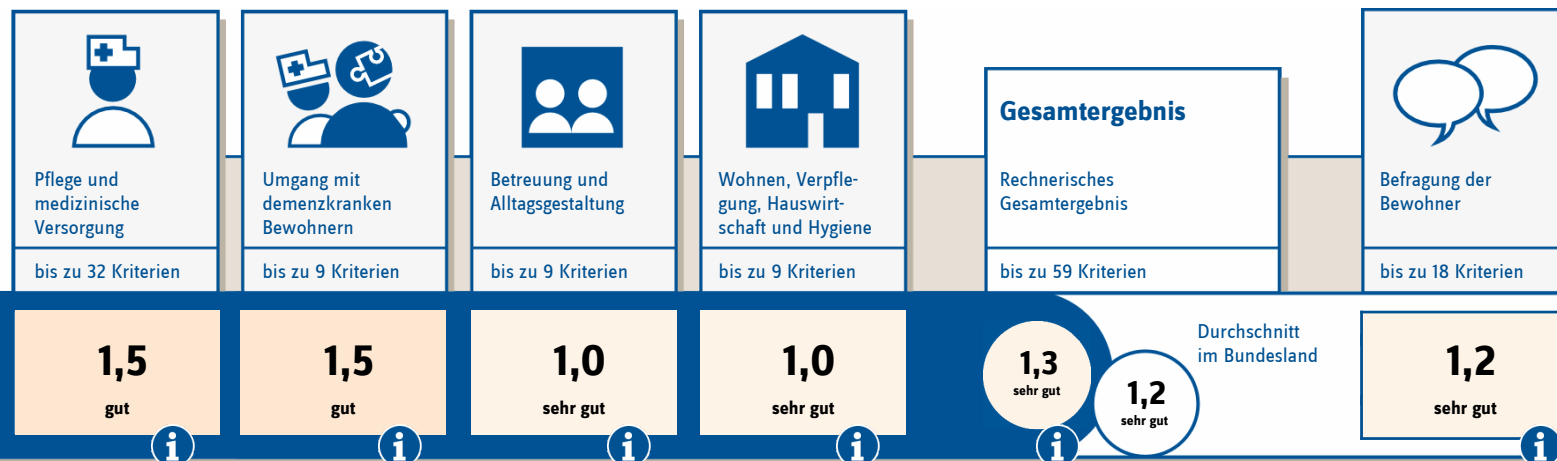 Pflege und
medizinische
Versorgung
bis zu 32 Kriterien
1,5
gut
i
Umgang mit
demenzkranken
Bewohnern
bis zu 9 Kriterien
1,5
gut
i
Betreuung und
Alltagsgestaltung
bis zu 9 Kriterien
1,0
sehr gut
i
Wohnen, Verpfle-
gung, Hauswirt-
schaft und Hygiene
bis zu 9 Kriterien
1,0
sehr gut
i
Gesamtergebnis
Rechnerisches
Gesamtergebnis
bis zu 59 Kriterien
1,3
sehr gut
i
Durchschnitt
im Bundesland
1,2
sehr gut
Befragung der
Bewohner
bis zu 18 Kriterien
1,2
sehr gut
i